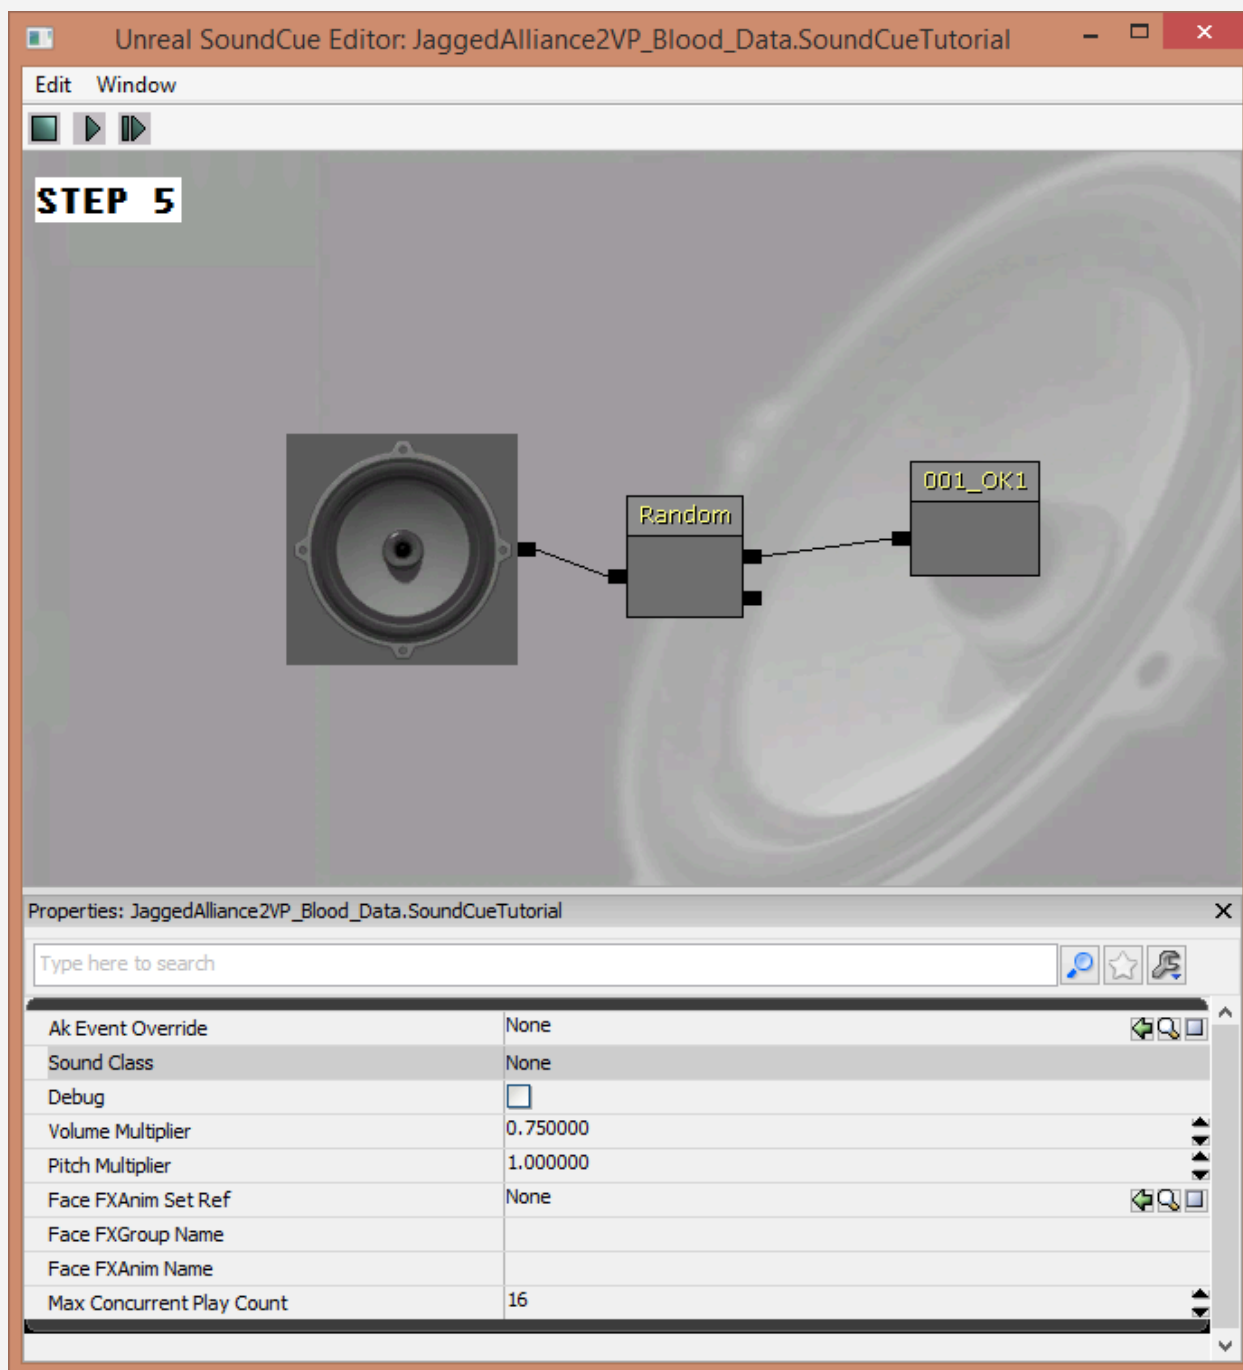 Unreal SoundCue Editor: JaggedAlliance2VP_Blood_Data.SoundCueTutorial
Edit Window
STEP 5
001_OK1
Random
Properties: JaggedAlliance2VP_Blood_Data.SoundCueTutorial
Type here to search
Ak Event Override None
Sound Class None
Debug
Volume Multiplier 0.750000
Pitch Multiplier 1.000000
Face FXAnim Set Ref None
Face FXGroup Name
Face FXAnim Name
Max Concurrent Play Count 16